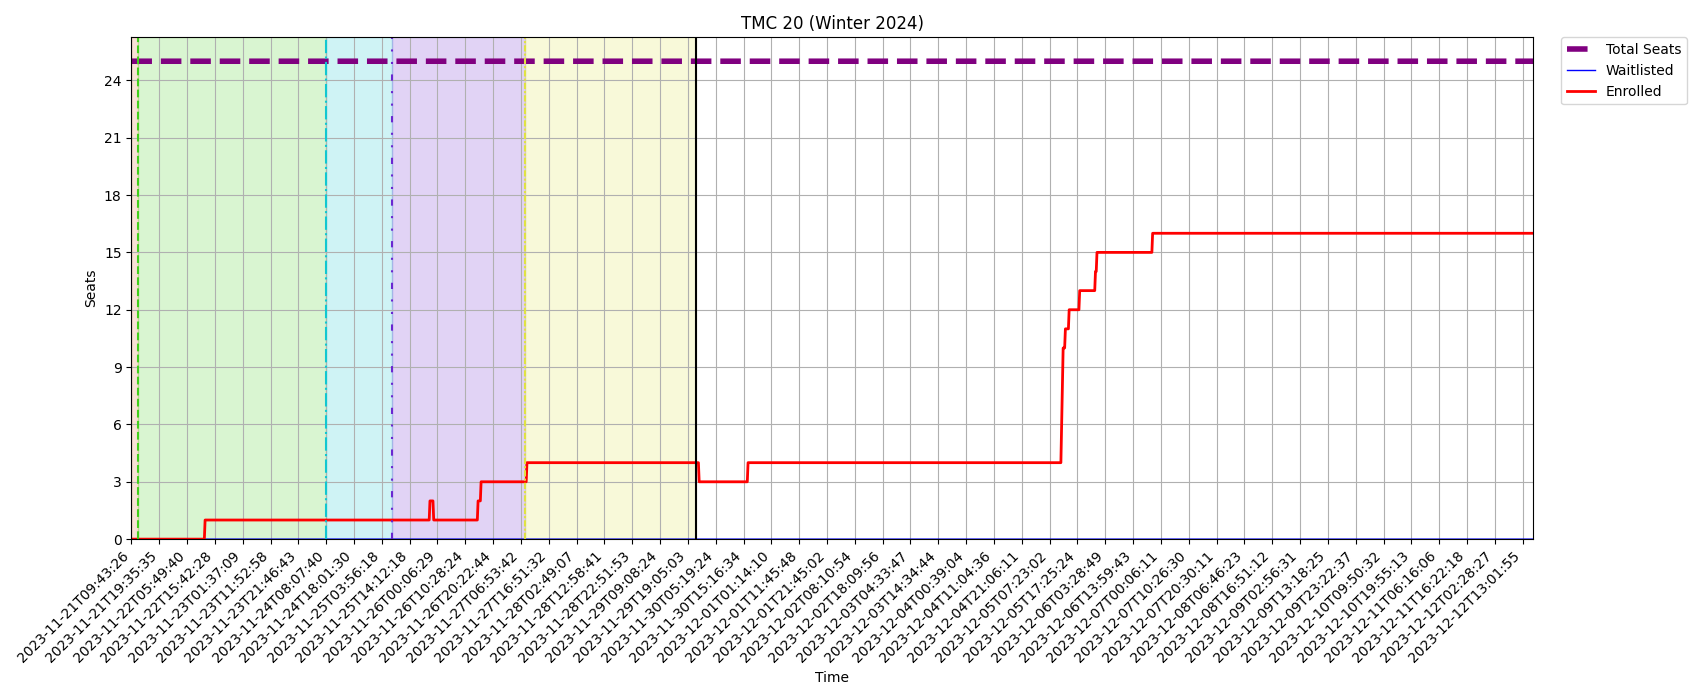 TMC 20 (Winter 2024)
Total Seats
Waitlisted
Enrolled
24
21
18
15
12
9
6
3
0
Seats
2023-11-21T09:43:26
2023-11-21T19:35:35
2023-11-22T05:49:40
2023-11-22T15:42:28
2023-11-23T01:37:09
2023-11-23T11:52:58
2023-11-23T21:46:43
2023-11-24T08:07:40
2023-11-24T18:01:30
2023-11-25T03:56:18
2023-11-25T14:12:18
2023-11-26T00:06:29
2023-11-26T10:28:24
2023-11-26T20:22:44
2023-11-27T06:53:42
2023-11-27T16:51:32
2023-11-28T02:49:07
2023-11-28T12:58:41
2023-11-28T22:51:53
2023-11-29T09:08:24
2023-11-29T19:05:03
2023-11-30T05:19:24
2023-11-30T15:16:34
2023-12-01T01:14:10
2023-12-01T11:45:48
2023-12-01T21:45:02
2023-12-02T08:10:54
2023-12-02T18:09:56
2023-12-03T04:33:47
2023-12-03T14:34:44
2023-12-04T00:39:04
2023-12-04T11:04:36
2023-12-04T21:06:11
2023-12-05T07:23:02
2023-12-05T17:25:24
2023-12-06T03:28:49
2023-12-06T13:59:43
2023-12-07T00:06:11
2023-12-07T10:26:30
2023-12-07T20:30:11
2023-12-08T06:46:23
2023-12-08T16:51:12
2023-12-09T02:56:31
2023-12-09T13:18:25
2023-12-09T23:22:37
2023-12-10T09:50:32
2023-12-10T19:55:13
2023-12-11T06:16:06
2023-12-11T16:22:18
2023-12-12T02:28:27
2023-12-12T13:01:55
Time